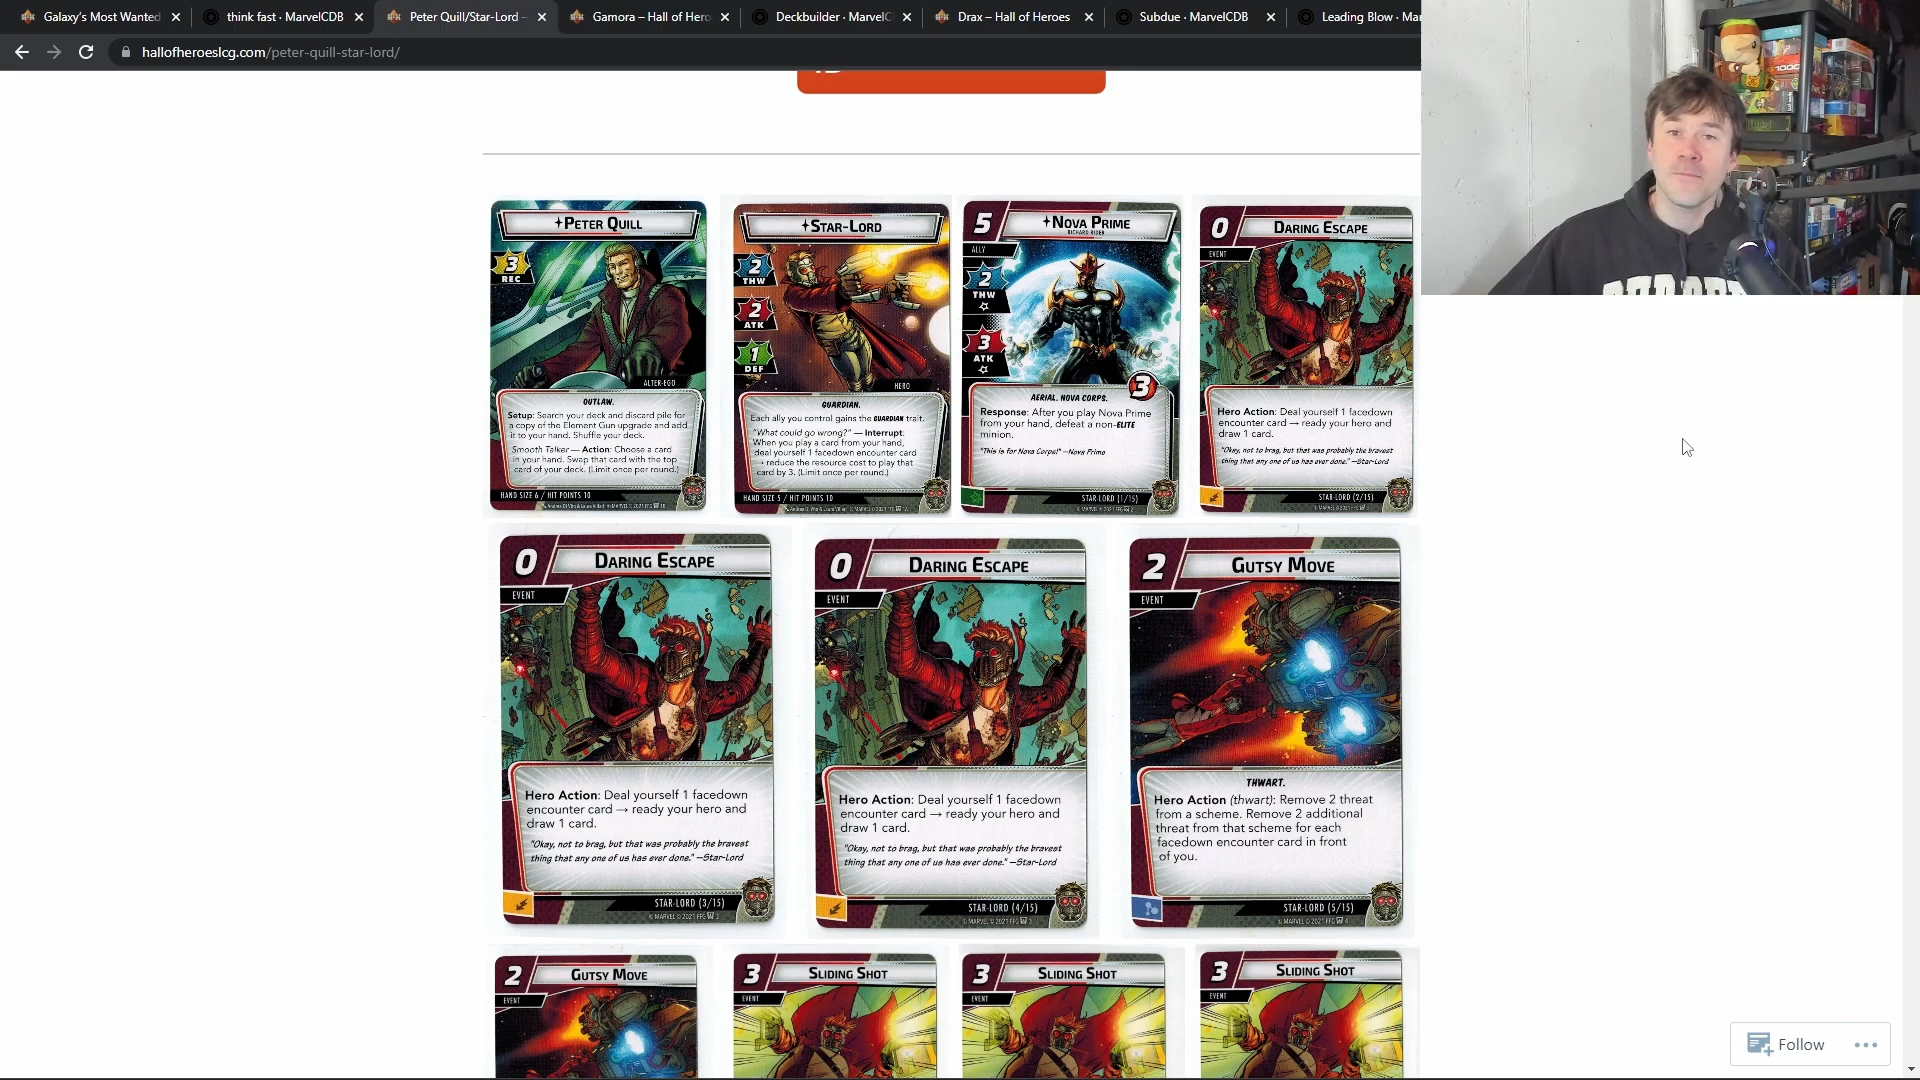 Galaxy's Most Wanted
think fast · MarvelCDB
Peter Quill/Star-Lord –
Gamora – Hall of Hero
Deckbuilder · MarvelC
Drax – Hall of Heroes
Subdue · MarvelCDB
Leading Blow · Mar
hallofheroeslcg.com/peter-quill-star-lord/
PETER QUILL
3
REC
ALTER-EGO
OUTLAW.
Setup: Search your deck and discard pile for
a copy of the Element Gun upgrade and add
it to your hand. Shuffle your deck.
Smooth Talker — Action: Choose a card
in your hand. Swap that card with the top
card of your deck. (Limit once per round.)
HAND SIZE 6 / HIT POINTS 10
STAR-LORD
2
THW
2
ATK
1
DEF
HERO
GUARDIAN.
Each ally you control gains the GUARDIAN trait.
"What could go wrong?" — Interrupt:
When you play a card from your hand,
deal yourself 1 facedown encounter card
→ reduce the resource cost to play that
card by 3. (Limit once per round.)
HAND SIZE 5 / HIT POINTS 10
5
NOVA PRIME
RICHARD RIDER
ALLY
2
THW
3
ATK
3
AERIAL. NOVA CORPS.
Response: After you play Nova Prime
from your hand, defeat a non-ELITE
minion.
"This is for Nova Corps!" —Nova Prime
STAR-LORD (1/15)
0
DARING ESCAPE
EVENT
Hero Action: Deal yourself 1 facedown
encounter card → ready your hero and
draw 1 card.
"Okay, not to brag, but that was probably the bravest
thing that any one of us has ever done." —Star-Lord
STAR-LORD (2/15)
0
DARING ESCAPE
EVENT
Hero Action: Deal yourself 1 facedown
encounter card → ready your hero and
draw 1 card.
"Okay, not to brag, but that was probably the bravest
thing that any one of us has ever done." —Star-Lord
STAR-LORD (3/15)
© MARVEL © 2021 FFG 3
0
DARING ESCAPE
EVENT
Hero Action: Deal yourself 1 facedown
encounter card → ready your hero and
draw 1 card.
"Okay, not to brag, but that was probably the bravest
thing that any one of us has ever done." —Star-Lord
STAR-LORD (4/15)
© MARVEL © 2021 FFG 3
2
GUTSY MOVE
EVENT
THWART.
Hero Action (thwart): Remove 2 threat
from a scheme. Remove 2 additional
threat from that scheme for each
facedown encounter card in front
of you.
STAR-LORD (5/15)
© MARVEL © 2021 FFG 4
2
GUTSY MOVE
EVENT
3
SLIDING SHOT
EVENT
3
SLIDING SHOT
EVENT
3
SLIDING SHOT
EVENT
Follow